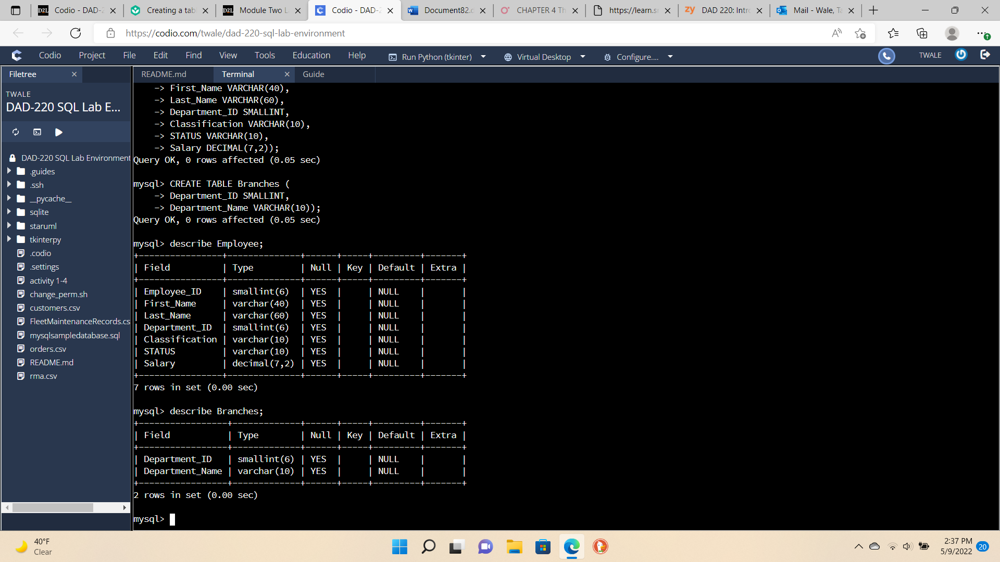 Codio - DAD-2
Creating a tab
D2L Module Two L
Codio - DAD-2
Document82.d
CHAPTER 4 Th
https://learn.s
zy DAD 220: Intr
Mail - Wale, Ta
https://codio.com/twale/dad-220-sql-lab-environment
Codio Project File Edit Find View Tools Education Help Run Python (tkinter) Virtual Desktop Configure.... TWALE
Filetree
README.md Terminal Guide
TWALE
DAD-220 SQL Lab E...
DAD-220 SQL Lab Environment
.guides
.ssh
__pycache__
sqlite
staruml
tkinterpy
.codio
.settings
activity 1-4
change_perm.sh
customers.csv
FleetMaintenanceRecords.cs
mysqlsampledatabase.sql
orders.csv
README.md
rma.csv
-> First_Name VARCHAR(40),
-> Last_Name VARCHAR(60),
-> Department_ID SMALLINT,
-> Classification VARCHAR(10),
-> STATUS VARCHAR(10),
-> Salary DECIMAL(7,2));
Query OK, 0 rows affected (0.05 sec)
mysql> CREATE TABLE Branches (
-> Department_ID SMALLINT,
-> Department_Name VARCHAR(10));
Query OK, 0 rows affected (0.05 sec)
mysql> describe Employee;
+----------------+--------------+------+-----+---------+-------+
| Field | Type | Null | Key | Default | Extra |
+----------------+--------------+------+-----+---------+-------+
| Employee_ID | smallint(6) | YES | | NULL | |
| First_Name | varchar(40) | YES | | NULL | |
| Last_Name | varchar(60) | YES | | NULL | |
| Department_ID | smallint(6) | YES | | NULL | |
| Classification | varchar(10) | YES | | NULL | |
| STATUS | varchar(10) | YES | | NULL | |
| Salary | decimal(7,2) | YES | | NULL | |
+----------------+--------------+------+-----+---------+-------+
7 rows in set (0.00 sec)
mysql> describe Branches;
+-----------------+-------------+------+-----+---------+-------+
| Field | Type | Null | Key | Default | Extra |
+-----------------+-------------+------+-----+---------+-------+
| Department_ID | smallint(6) | YES | | NULL | |
| Department_Name | varchar(10) | YES | | NULL | |
+-----------------+-------------+------+-----+---------+-------+
2 rows in set (0.00 sec)
mysql>
40°F
Clear
2:37 PM
5/9/2022
20